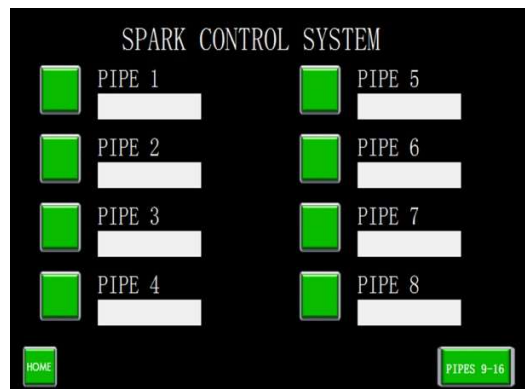 SPARK CONTROL SYSTEM
PIPE 1
PIPE 5
PIPE 2
PIPE 6
PIPE 3
PIPE 7
PIPE 4
PIPE 8
HOME
PIPES 9-16